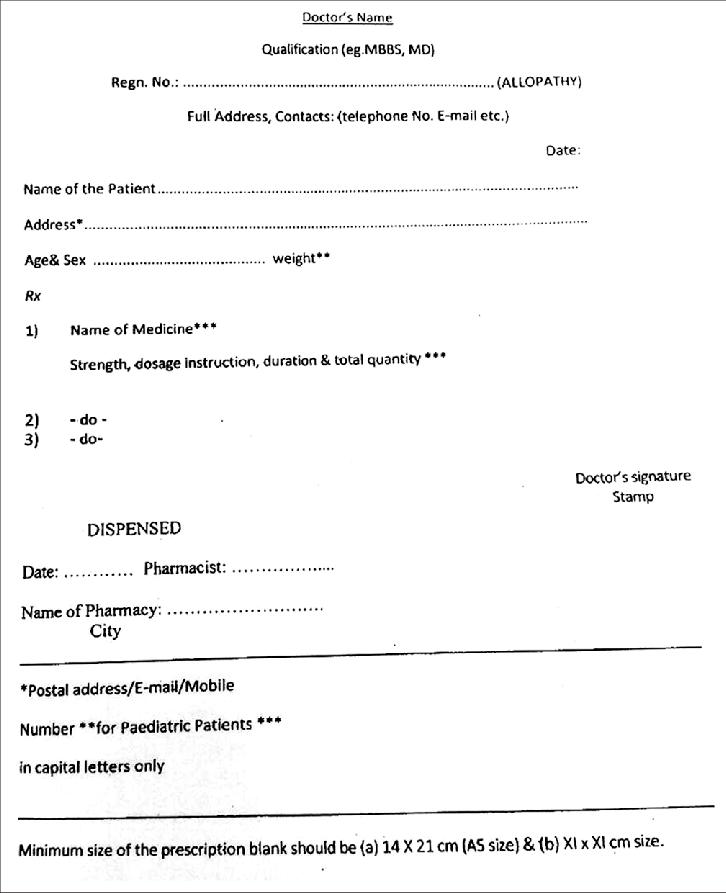 Doctor's Name
Qualification (eg.MBBS, MD)
Regn. No.: ........................................................................... (ALLOPATHY)
Full Address, Contacts: (telephone No. E-mail etc.)
Date:
Name of the Patient.....................................................................................................
Address*.........................................................................................................................
Age& Sex ......................................... weight**
Rx
1) Name of Medicine***
Strength, dosage instruction, duration & total quantity ***
2) - do -
3) - do-
Doctor's signature
Stamp
DISPENSED
Date: ............ Pharmacist: ..................
Name of Pharmacy: ...........................
City
*Postal address/E-mail/Mobile
Number **for Paediatric Patients ***
in capital letters only
Minimum size of the prescription blank should be (a) 14 X 21 cm (A5 size) & (b) XI x XI cm size.